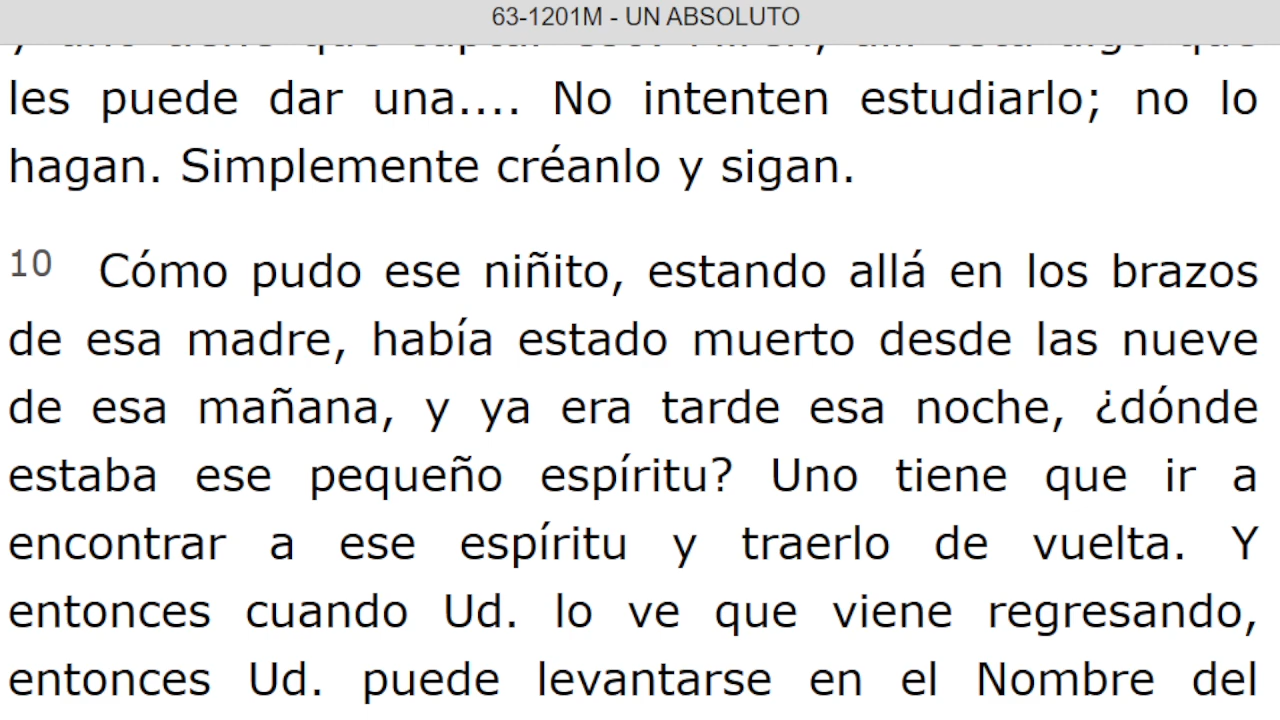 63-1201M - UN ABSOLUTO
les puede dar una.... No intenten estudiarlo; no lo
hagan. Simplemente créanlo y sigan.
10 Cómo pudo ese niñito, estando allá en los brazos
de esa madre, había estado muerto desde las nueve
de esa mañana, y ya era tarde esa noche, ¿dónde
estaba ese pequeño espíritu? Uno tiene que ir a
encontrar a ese espíritu y traerlo de vuelta. Y
entonces cuando Ud. lo ve que viene regresando,
entonces Ud. puede levantarse en el Nombre del